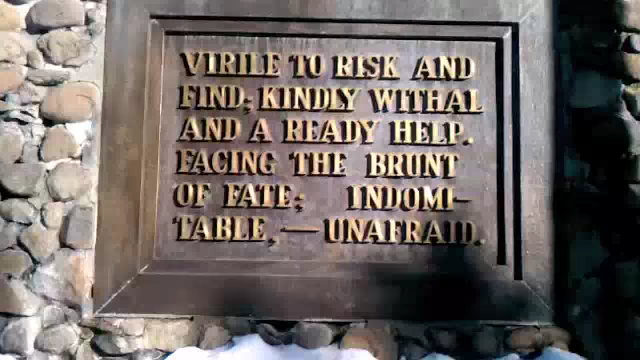 VIRILE TO RISK AND
FIND; KINDLY WITHAL
AND A READY HELP.
FACING THE BRUNT
OF FATE; INDOMI-
TABLE, — UNAFRAID.